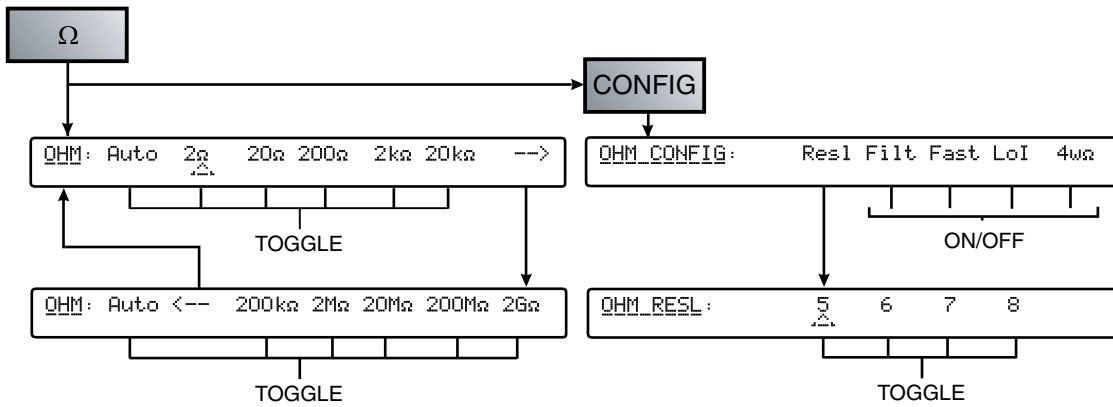 Ω
CONFIG
OHM: Auto 2Ω 20Ω 200Ω 2kΩ 20kΩ -->
OHM_CONFIG: Resl Filt Fast LoI 4wΩ
TOGGLE
ON/OFF
OHM: Auto <-- 200kΩ 2MΩ 20MΩ 200MΩ 2GΩ
OHM_RESL: 5 6 7 8
TOGGLE
TOGGLE